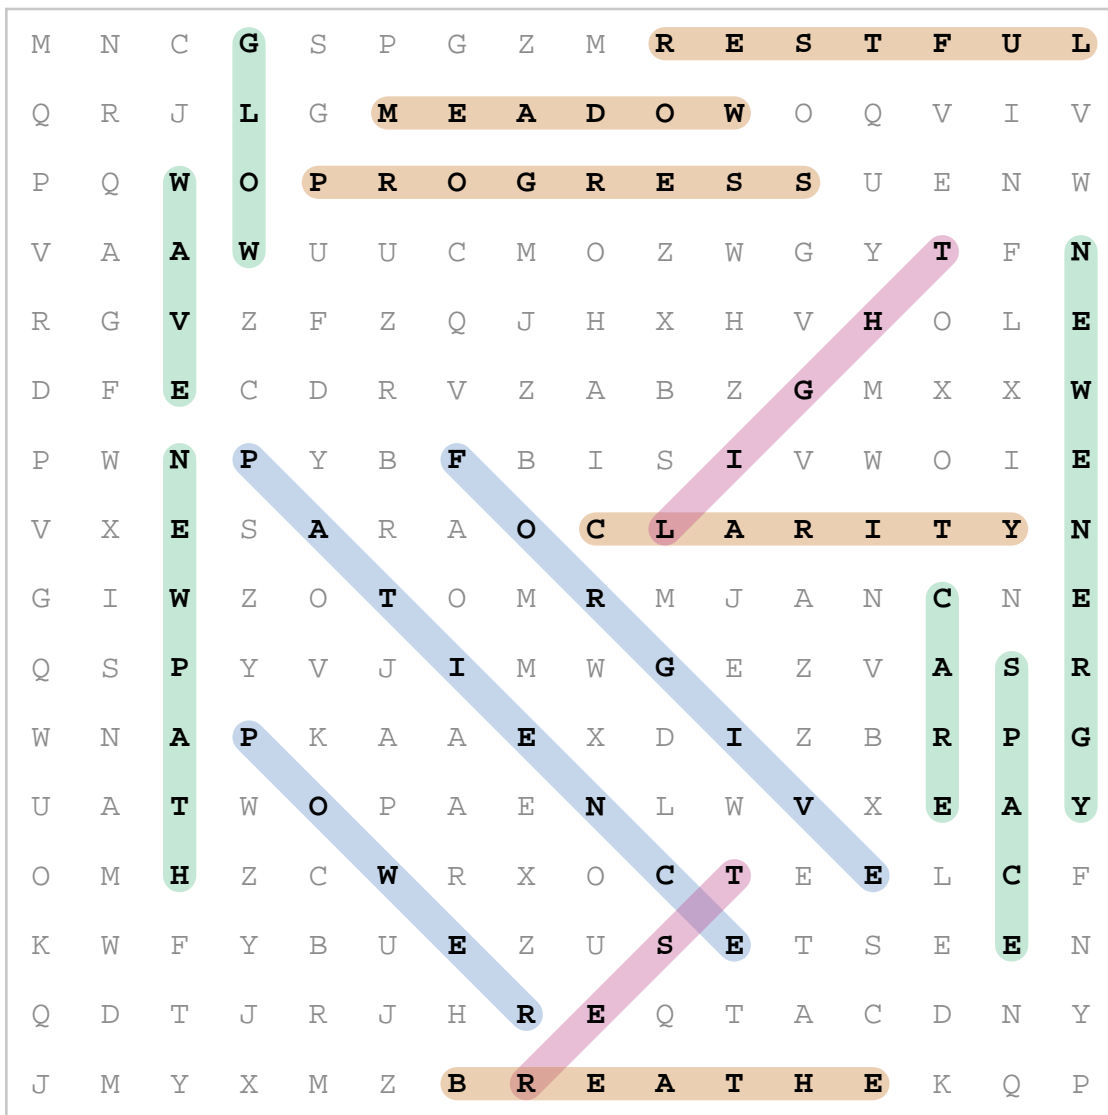 M N C G S P G Z M R E S T F U L
Q R J L G M E A D O W O Q V I V
P Q W O P R O G R E S S U E N W
V A A W U U C M O Z W G Y T F N
R G V Z F Z Q J H X H V H O L E
D F E C D R V Z A B Z G M X X W
P W N P Y B F B I S I V W O I E
V X E S A R A O C L A R I T Y N
G I W Z O T O M R M J A N C N E
Q S P Y V J I M W G E Z V A S R
W N A P K A A E X D I Z B R P G
U A T W O P A E N L W V X E A Y
O M H Z C W R X O C T E E L C F
K W F Y B U E Z U S E T S E E N
Q D T J R J H R E Q T A C D N Y
J M Y X M Z B R E A T H E K Q P